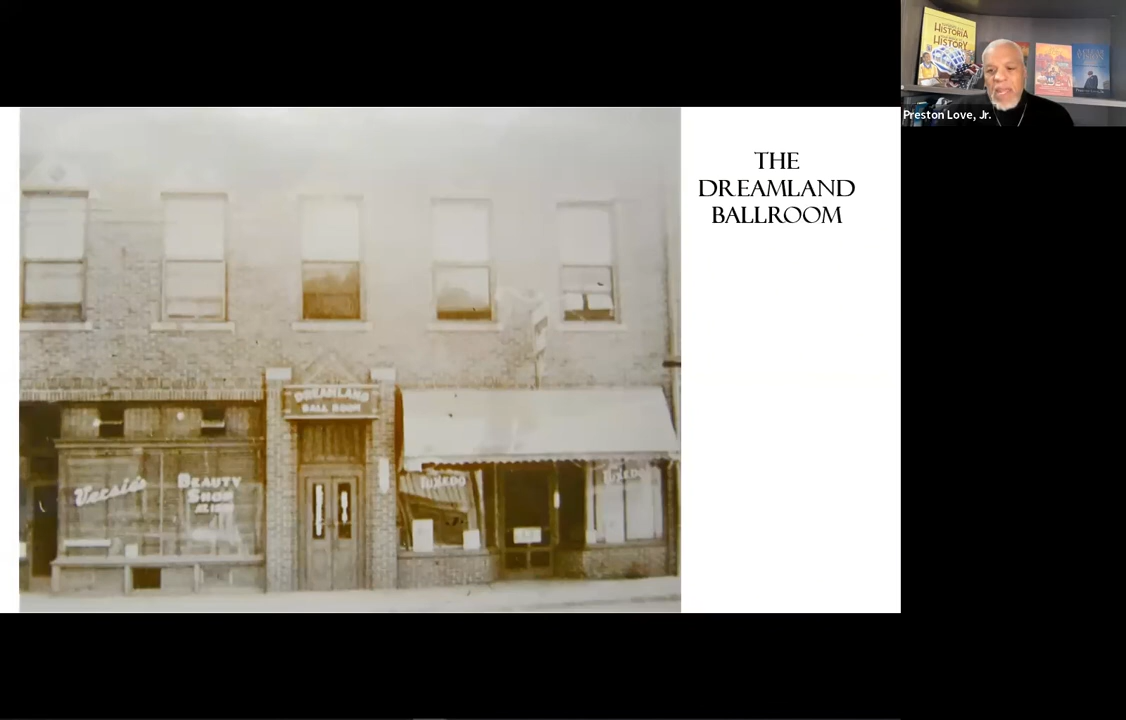 THE
DREAMLAND
BALLROOM
Preston Love, Jr.
HISTORIA
HISTORY
DREAMLAND
BALL ROOM
BEAUTY
SHOP
TUXEDO
TUXEDO